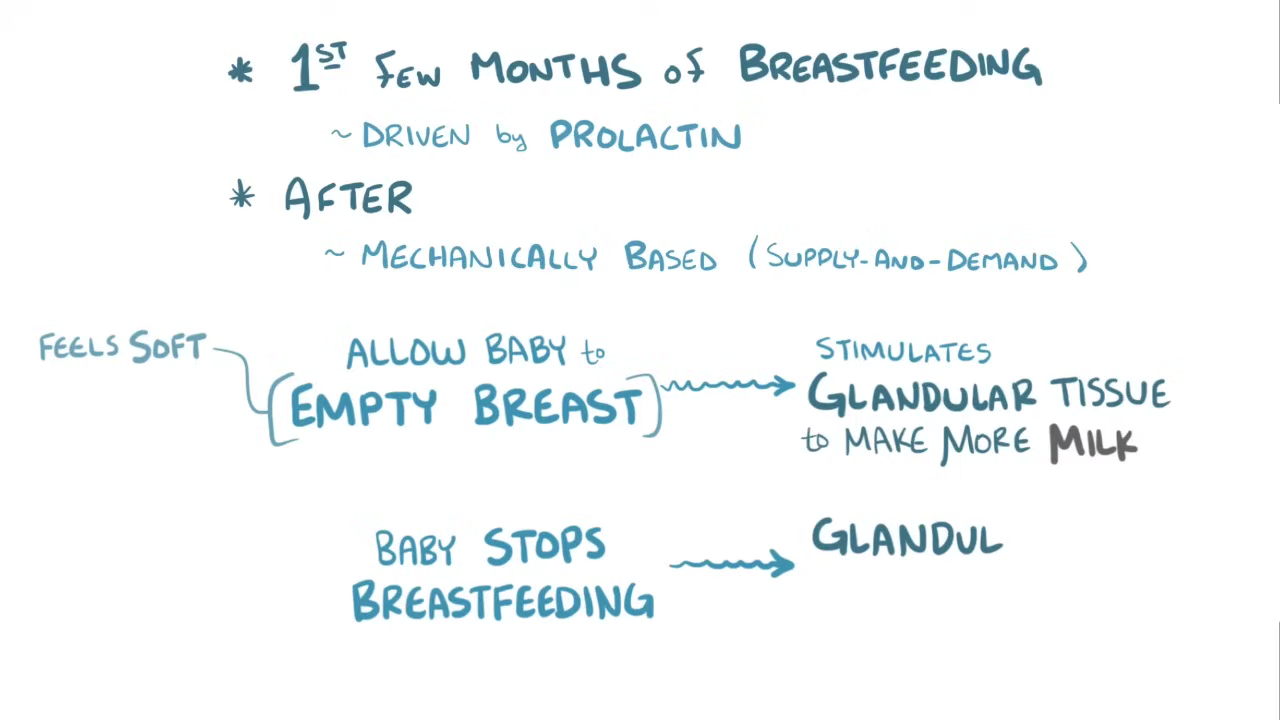 * 1ST FEW MONTHS of BREASTFEEDING
~ DRIVEN by PROLACTIN
* AFTER
~ MECHANICALLY BASED (SUPPLY-AND-DEMAND)
FEELS SOFT
ALLOW BABY to
[EMPTY BREAST]
STIMULATES
GLANDULAR TISSUE
to MAKE MORE MILK
BABY STOPS
BREASTFEEDING
GLANDUL